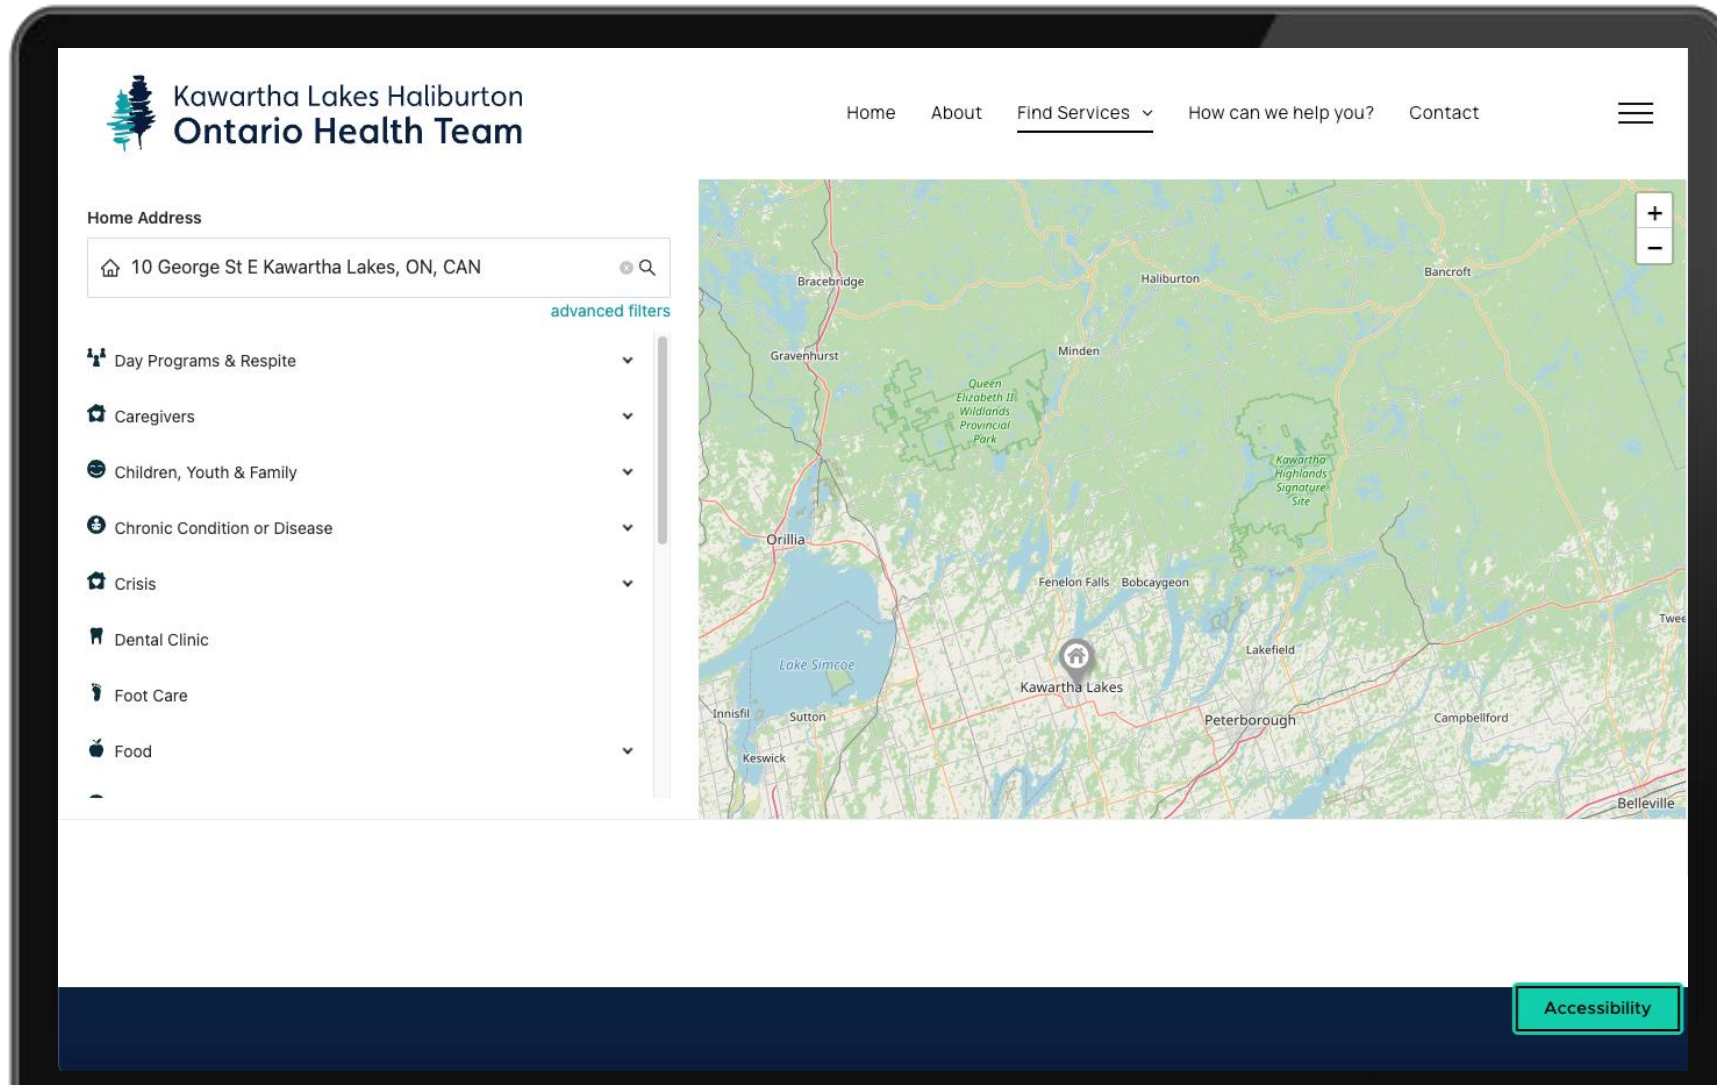 Kawartha Lakes Haliburton
Ontario Health Team
Home About Find Services How can we help you? Contact
Home Address
10 George St E Kawartha Lakes, ON, CAN
advanced filters
Day Programs & Respite
Caregivers
Children, Youth & Family
Chronic Condition or Disease
Crisis
Dental Clinic
Foot Care
Food
+
−
Bracebridge
Haliburton
Bancroft
Gravenhurst
Minden
Queen
Elizabeth II
Wildlands
Provincial
Park
Kawartha
Highlands
Signature
Site
Orillia
Fenelon Falls
Bobcaygeon
Twee
Lake Simcoe
Lakefield
Kawartha Lakes
Innisfil
Sutton
Peterborough
Campbellford
Keswick
Belleville
Accessibility